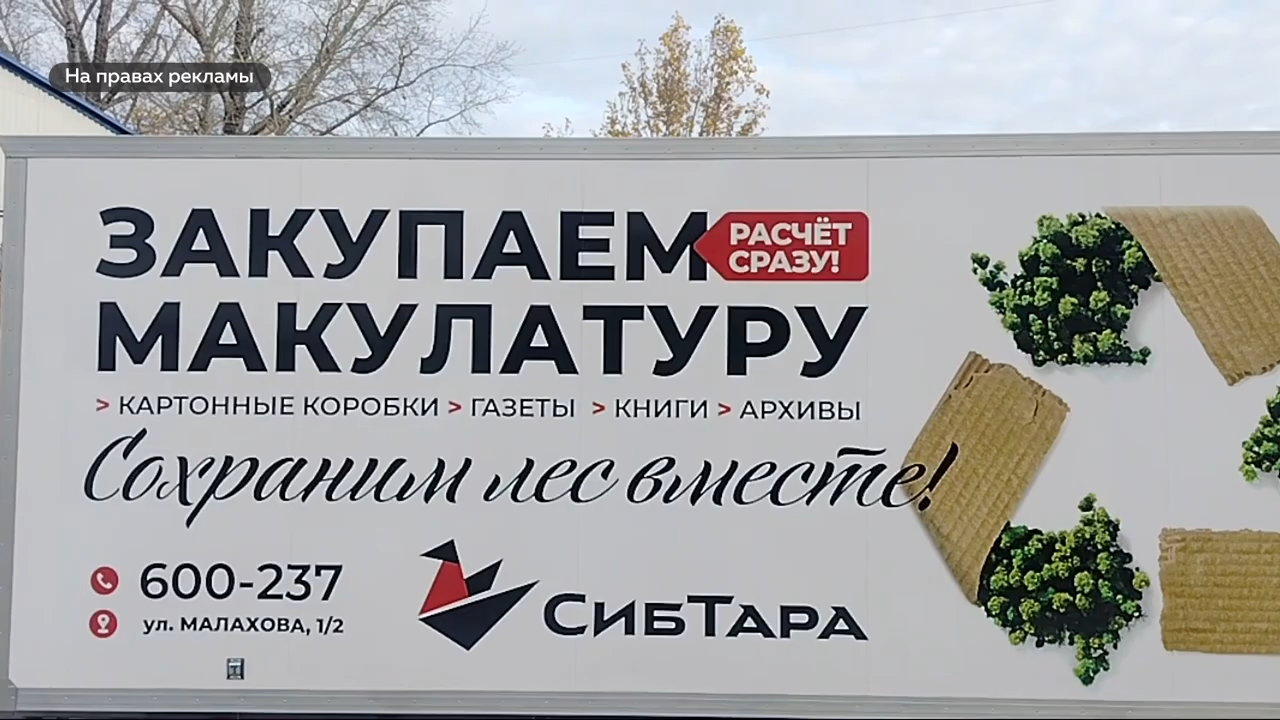 На правах рекламы
ЗАКУПАЕМ
РАСЧЁТ
СРАЗУ!
МАКУЛАТУРУ
> КАРТОННЫЕ КОРОБКИ > ГАЗЕТЫ > КНИГИ > АРХИВЫ
Сохраним лес вместе!
600-237
ул. МАЛАХОВА, 1/2
СИБТАРА